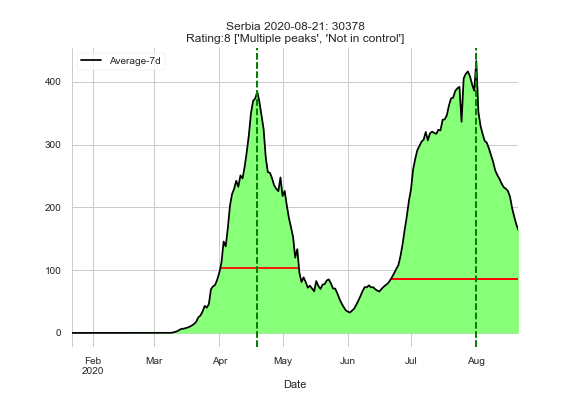 Serbia 2020-08-21: 30378
Rating:8 ['Multiple peaks', 'Not in control']
Average-7d
400
300
200
100
0
Feb Mar Apr May Jun Jul Aug
2020
Date